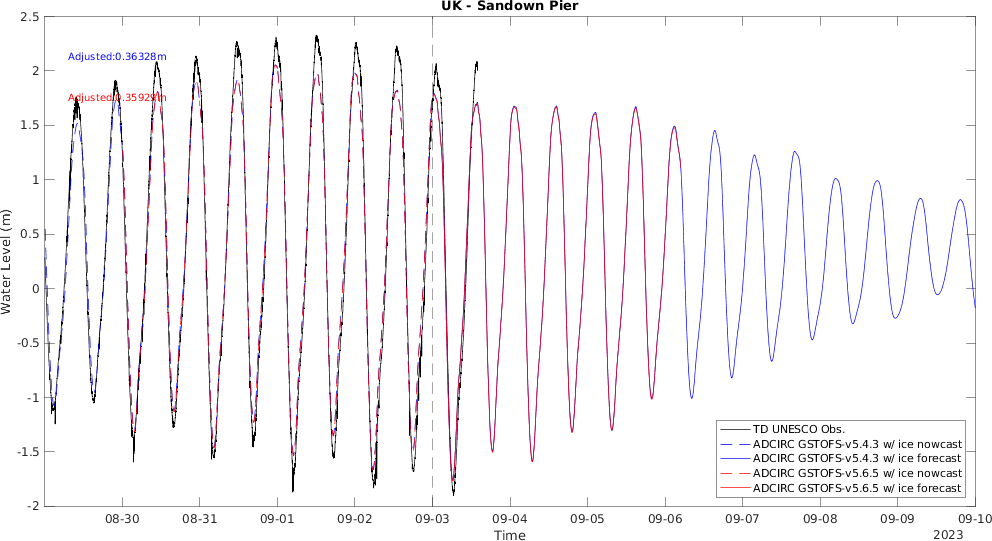 UK - Sandown Pier
2.5
2
1.5
1
0.5
0
-0.5
-1
-1.5
-2
Water Level (m)
Adjusted:0.36328m
Adjusted:0.35929m
08-30
08-31
09-01
09-02
09-03
09-04
09-05
09-06
09-07
09-08
09-09
09-10
Time
2023
TD UNESCO Obs.
ADCIRC GSTOFS-v5.4.3 w/ ice nowcast
ADCIRC GSTOFS-v5.4.3 w/ ice forecast
ADCIRC GSTOFS-v5.6.5 w/ ice nowcast
ADCIRC GSTOFS-v5.6.5 w/ ice forecast